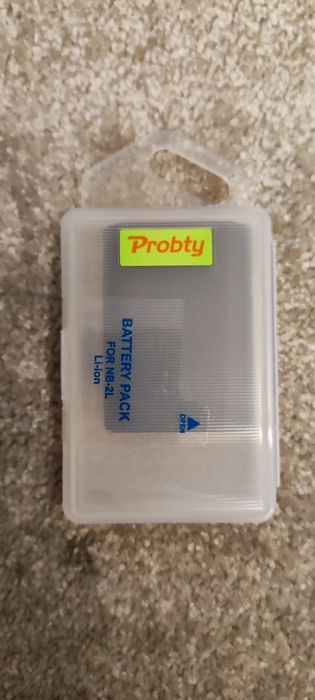 Probty
BATTERY PACK
FOR NB-2L
Li-ion
OPEN